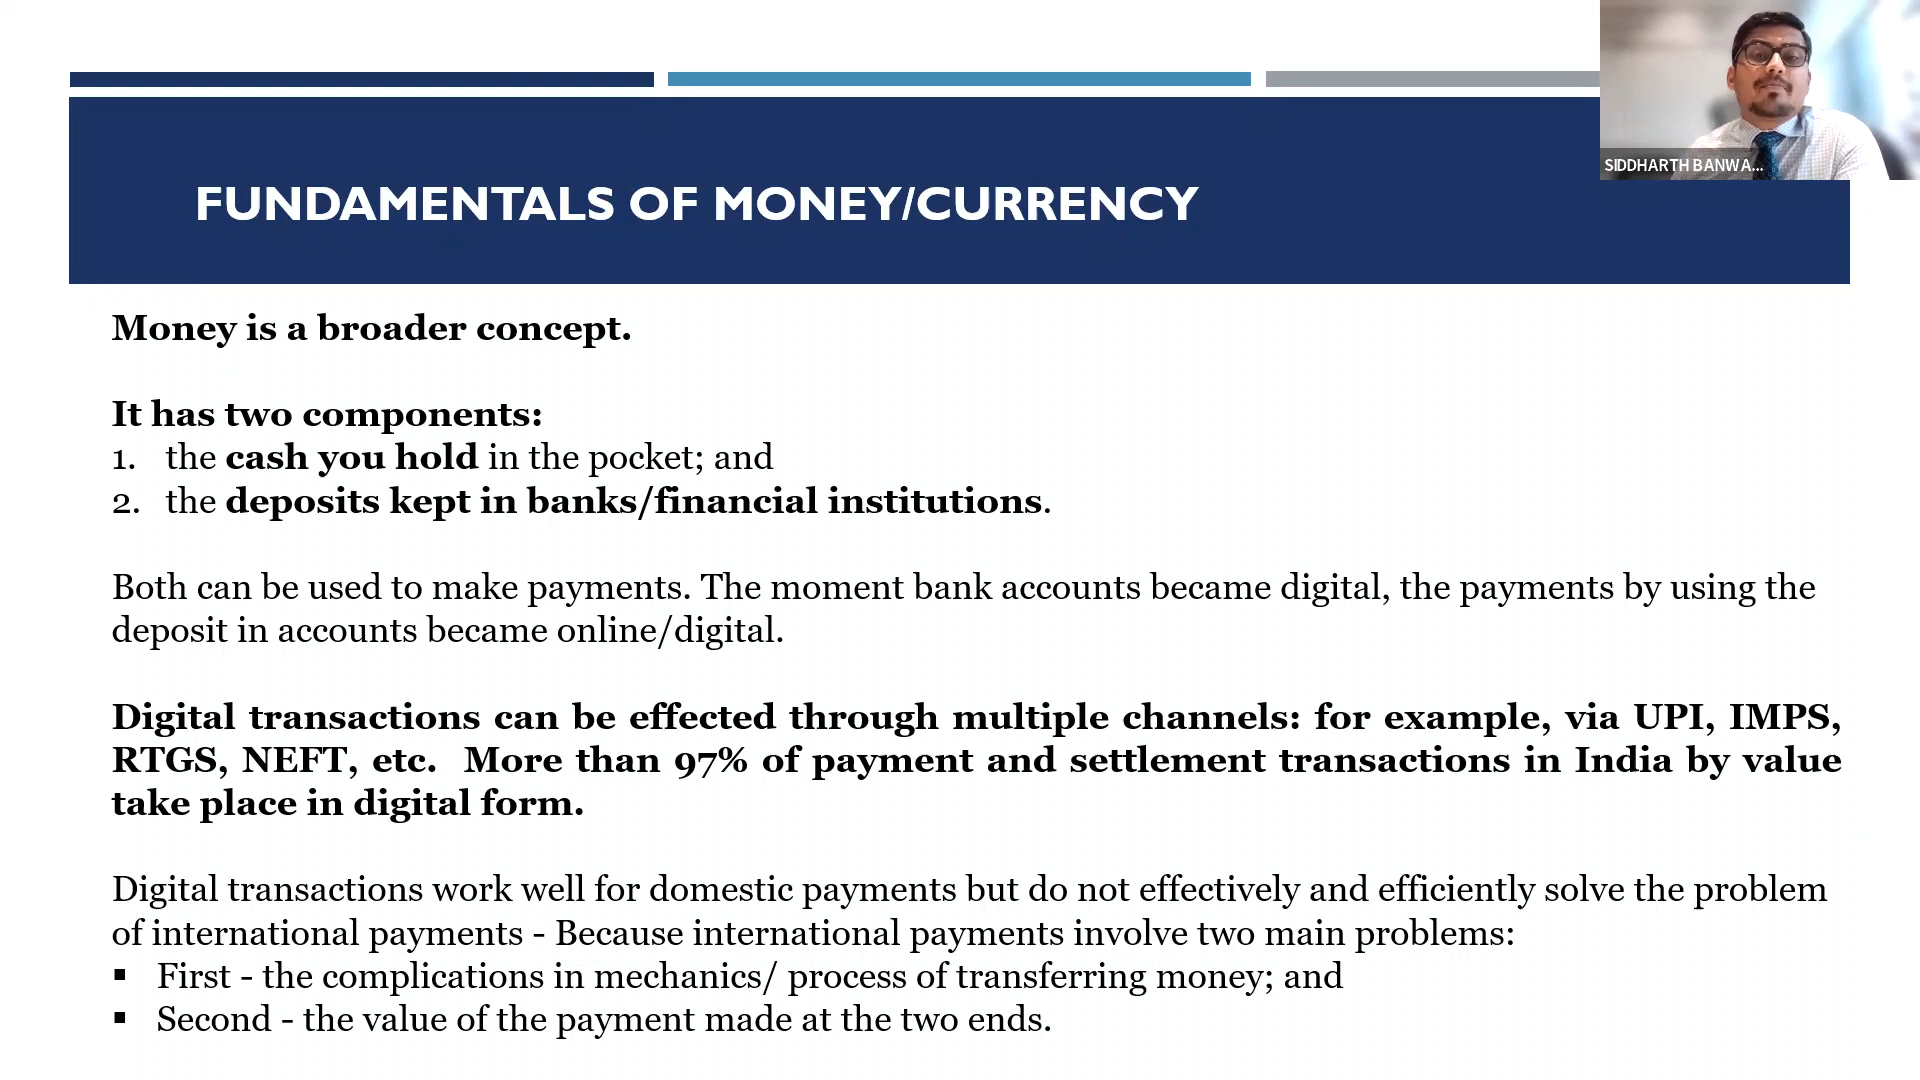 SIDDHARTH BANWA...
FUNDAMENTALS OF MONEY/CURRENCY
Money is a broader concept.
It has two components:
1. the cash you hold in the pocket; and
2. the deposits kept in banks/financial institutions.
Both can be used to make payments. The moment bank accounts became digital, the payments by using the
deposit in accounts became online/digital.
Digital transactions can be effected through multiple channels: for example, via UPI, IMPS,
RTGS, NEFT, etc.  More than 97% of payment and settlement transactions in India by value
take place in digital form.
Digital transactions work well for domestic payments but do not effectively and efficiently solve the problem
of international payments - Because international payments involve two main problems:
▪ First - the complications in mechanics/ process of transferring money; and
▪ Second - the value of the payment made at the two ends.